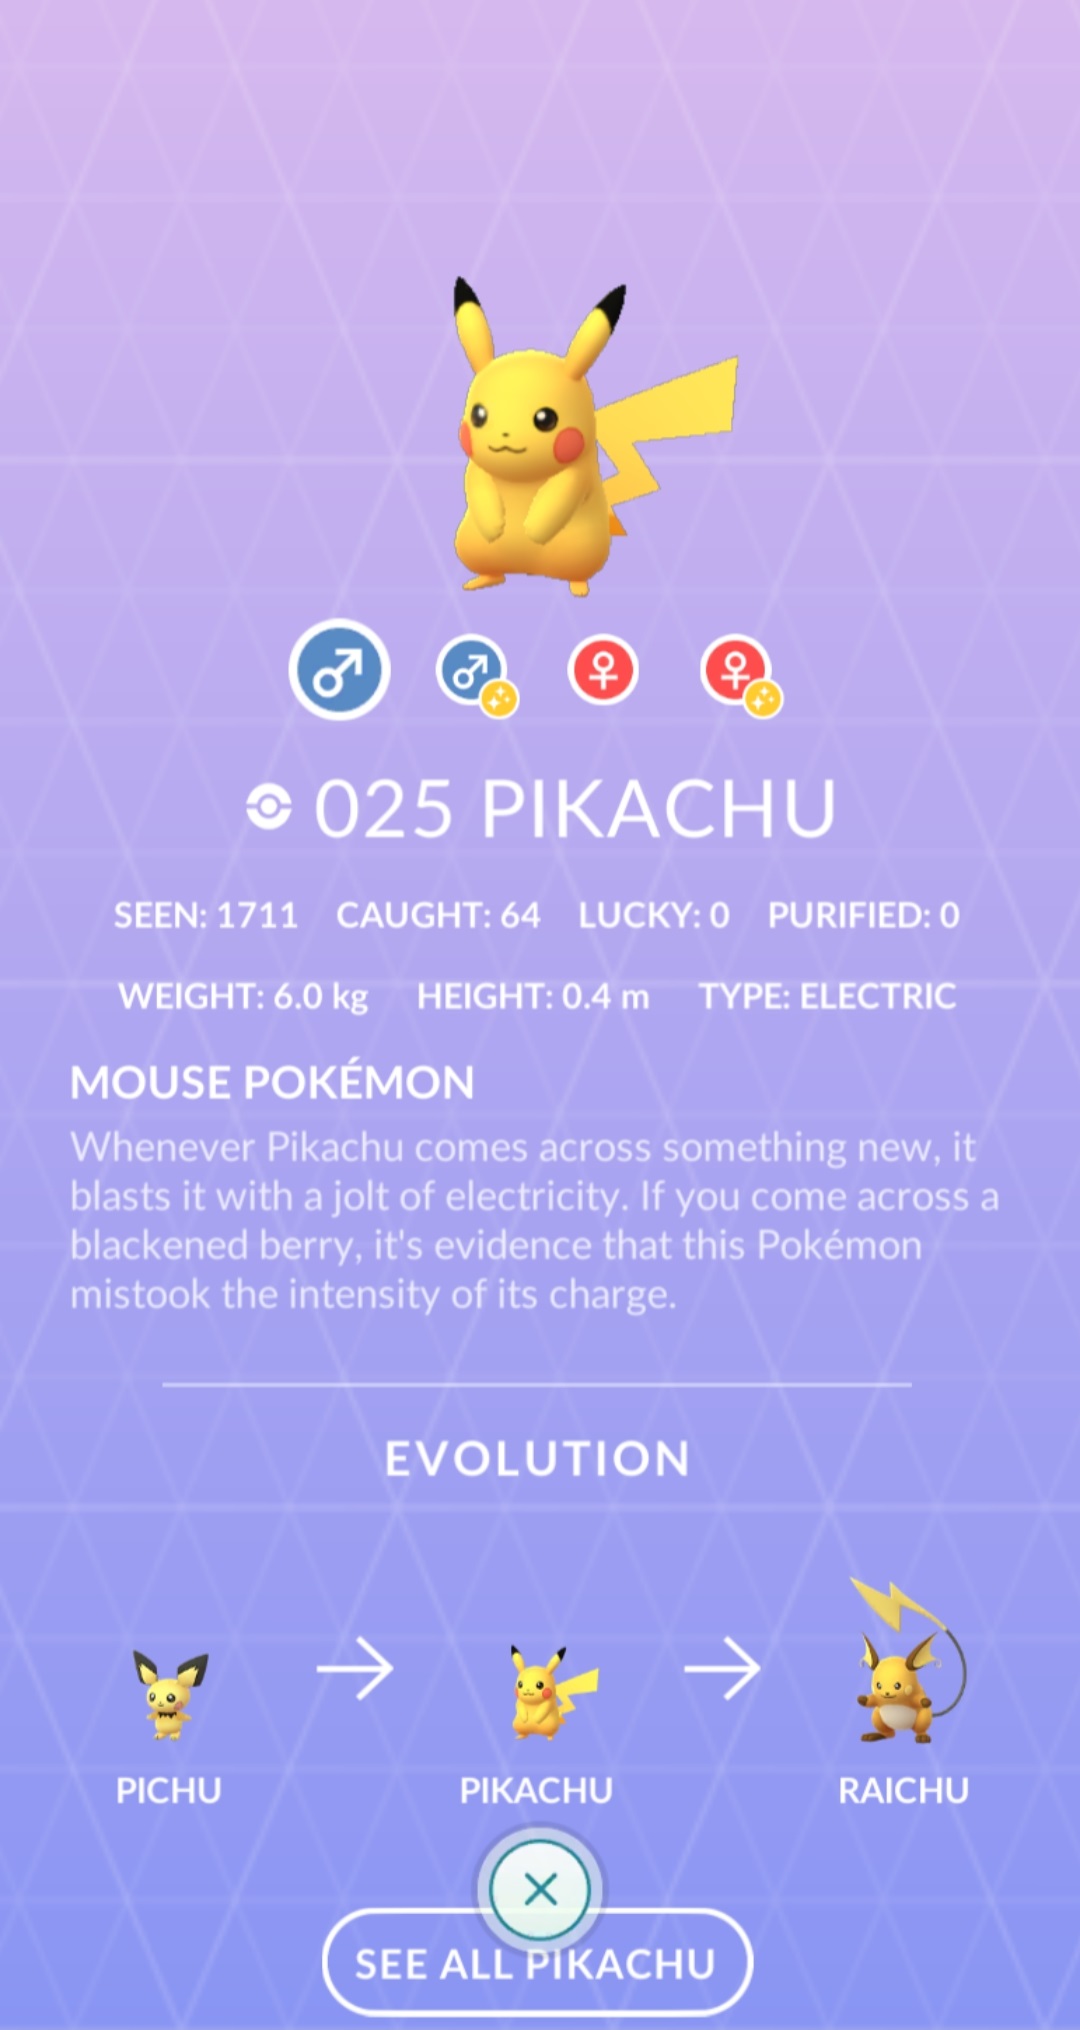 025 PIKACHU
SEEN: 1711 CAUGHT: 64 LUCKY: 0 PURIFIED: 0
WEIGHT: 6.0 kg HEIGHT: 0.4 m TYPE: ELECTRIC
MOUSE POKÉMON
Whenever Pikachu comes across something new, it
blasts it with a jolt of electricity. If you come across a
blackened berry, it's evidence that this Pokémon
mistook the intensity of its charge.
EVOLUTION
PICHU PIKACHU RAICHU
SEE ALL PIKACHU